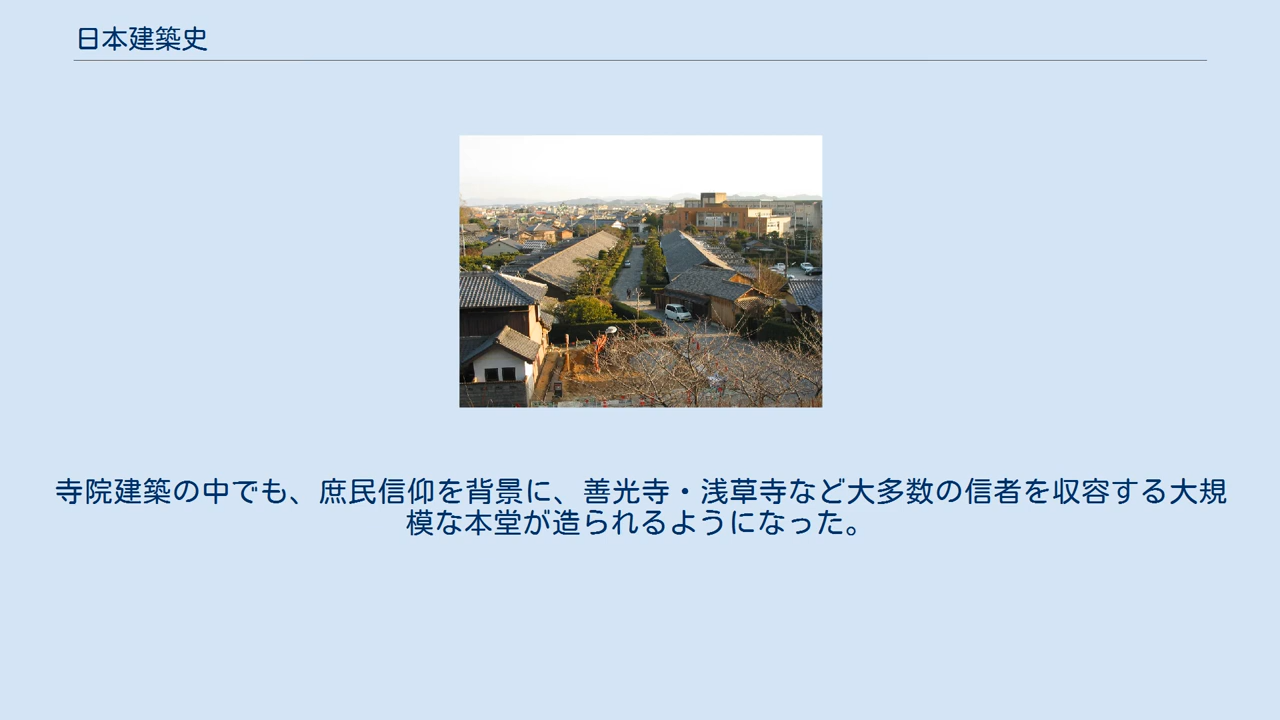 日本建築史
寺院建築の中でも、庶民信仰を背景に、善光寺・浅草寺など大多数の信者を収容する大規
模な本堂が造られるようになった。